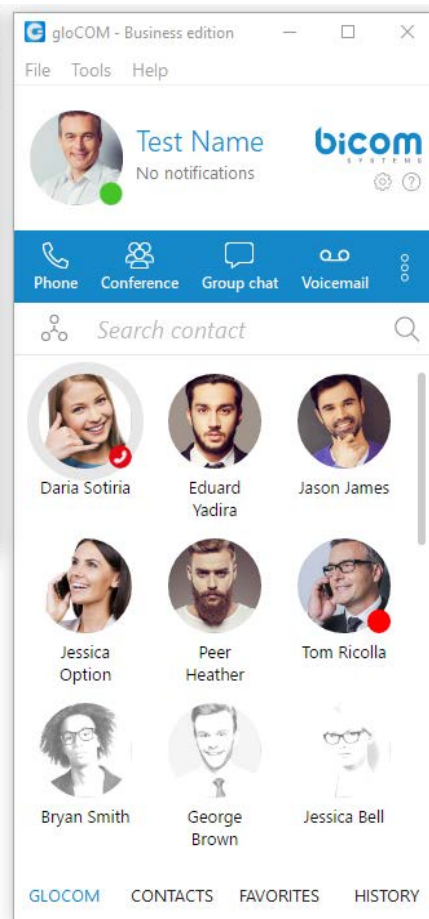 gloCOM - Business edition
File Tools Help
Test Name
No notifications
bicom
SYSTEMS
Phone Conference Group chat Voicemail
Search contact
Daria Sotiria
Eduard
Yadira
Jason James
Jessica
Option
Peer
Heather
Tom Ricolla
Bryan Smith
George
Brown
Jessica Bell
GLOCOM CONTACTS FAVORITES HISTORY